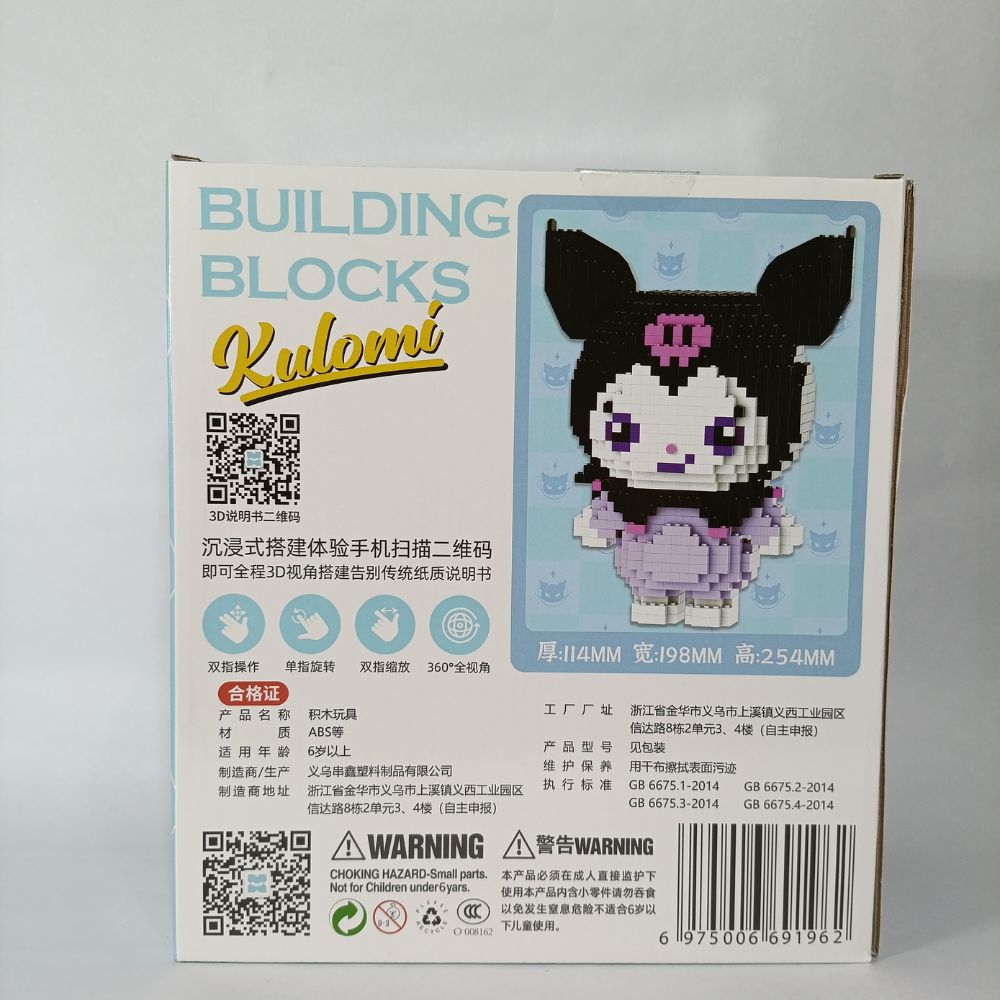 BUILDING
BLOCKS
Kulomi
3D说明书二维码
沉浸式搭建体验手机扫描二维码
即可全程3D视角搭建告别传统纸质说明书
双指操作 单指旋转 双指缩放 360°全视角
厚:114MM 宽:198MM 高:254MM
合格证
产品名称 积木玩具
材质 ABS等
适用年龄 6岁以上
制造商/生产 义乌串鑫塑料制品有限公司
制造商地址 浙江省金华市义乌市上溪镇义西工业园区
信达路8栋2单元3、4楼（自主申报）
工厂厂址 浙江省金华市义乌市上溪镇义西工业园区
信达路8栋2单元3、4楼（自主申报）
产品型号 见包装
维护保养 用干布擦拭表面污迹
执行标准 GB 6675.1-2014 GB 6675.2-2014
GB 6675.3-2014 GB 6675.4-2014
WARNING
CHOKING HAZARD-Small parts.
Not for Children under 6 yars.
0-3
PLEASE RECYCLE
CCC
O 008162
警告WARNING
本产品必须在成人直接监护下
使用本产品内含小零件请勿吞食
以免发生窒息危险不适合6岁以
下儿童使用。
6 975006 691962